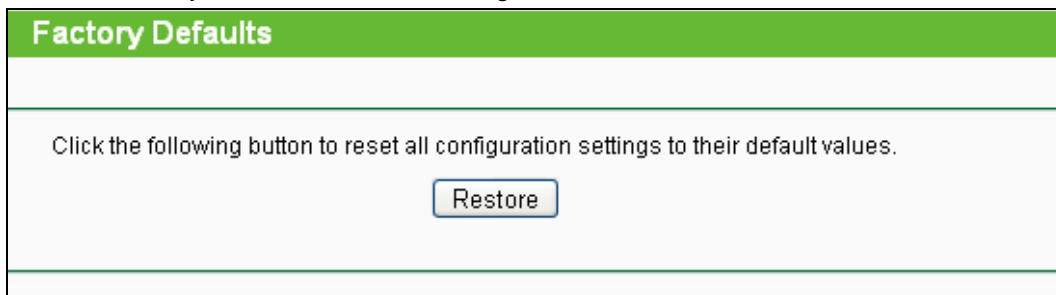 Factory Defaults
Click the following button to reset all configuration settings to their default values.
Restore